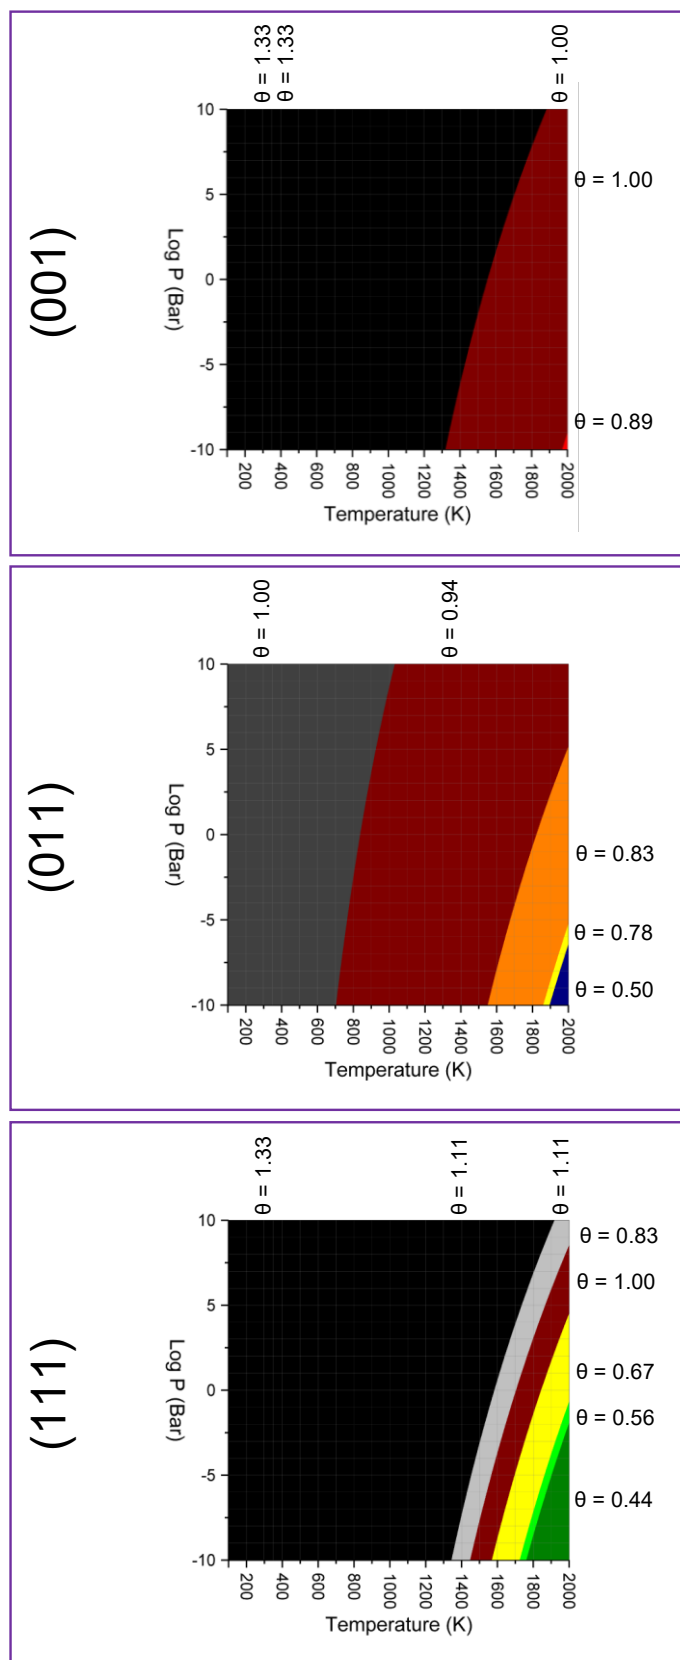 (001)
θ = 1.33
θ = 1.33
θ = 1.00
Log P (Bar)
10
5
0
-5
-10
θ = 1.00
θ = 0.89
200
400
600
800
1000
1200
1400
1600
1800
2000
Temperature (K)
(011)
θ = 1.00
θ = 0.94
Log P (Bar)
10
5
0
-5
-10
θ = 0.83
θ = 0.78
θ = 0.50
200
400
600
800
1000
1200
1400
1600
1800
2000
Temperature (K)
(111)
θ = 1.33
θ = 1.11
θ = 1.11
Log P (Bar)
10
5
0
-5
-10
θ = 0.83
θ = 1.00
θ = 0.67
θ = 0.56
θ = 0.44
200
400
600
800
1000
1200
1400
1600
1800
2000
Temperature (K)